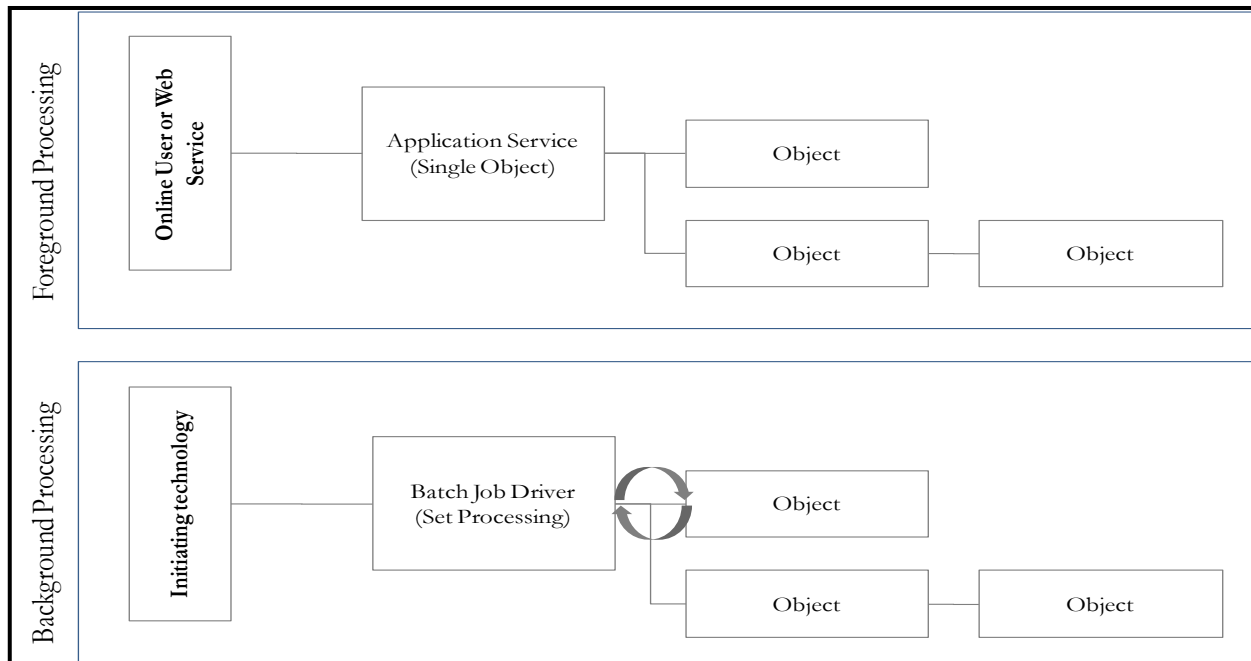 Foreground Processing
Online User or Web
Service
Application Service
(Single Object)
Object
Object
Object
Background Processing
Initiating technology
Batch Job Driver
(Set Processing)
Object
Object
Object